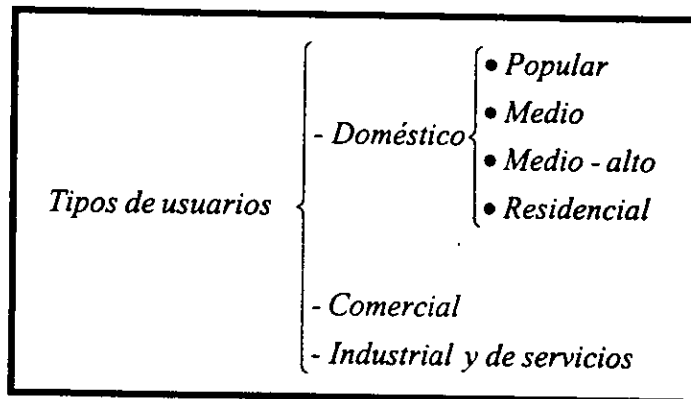 Tipos de usuarios
- Doméstico
• Popular
• Medio
• Medio - alto
• Residencial
- Comercial
- Industrial y de servicios